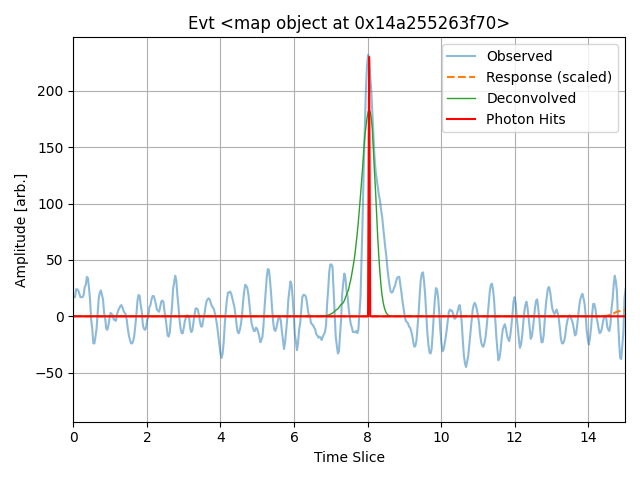 Evt <map object at 0x14a255263f70>
Observed
Response (scaled)
Deconvolved
Photon Hits
Amplitude [arb.]
200
150
100
50
0
−50
0 2 4 6 8 10 12 14
Time Slice